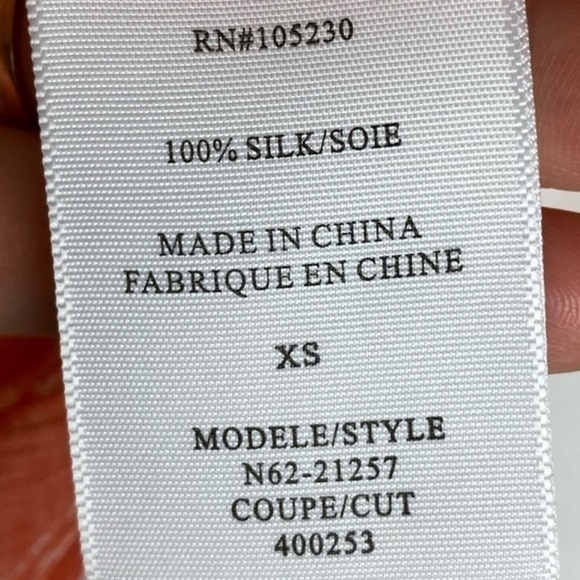 RN#105230
100% SILK/SOIE
MADE IN CHINA
FABRIQUE EN CHINE
XS
MODELE/STYLE
N62-21257
COUPE/CUT
400253